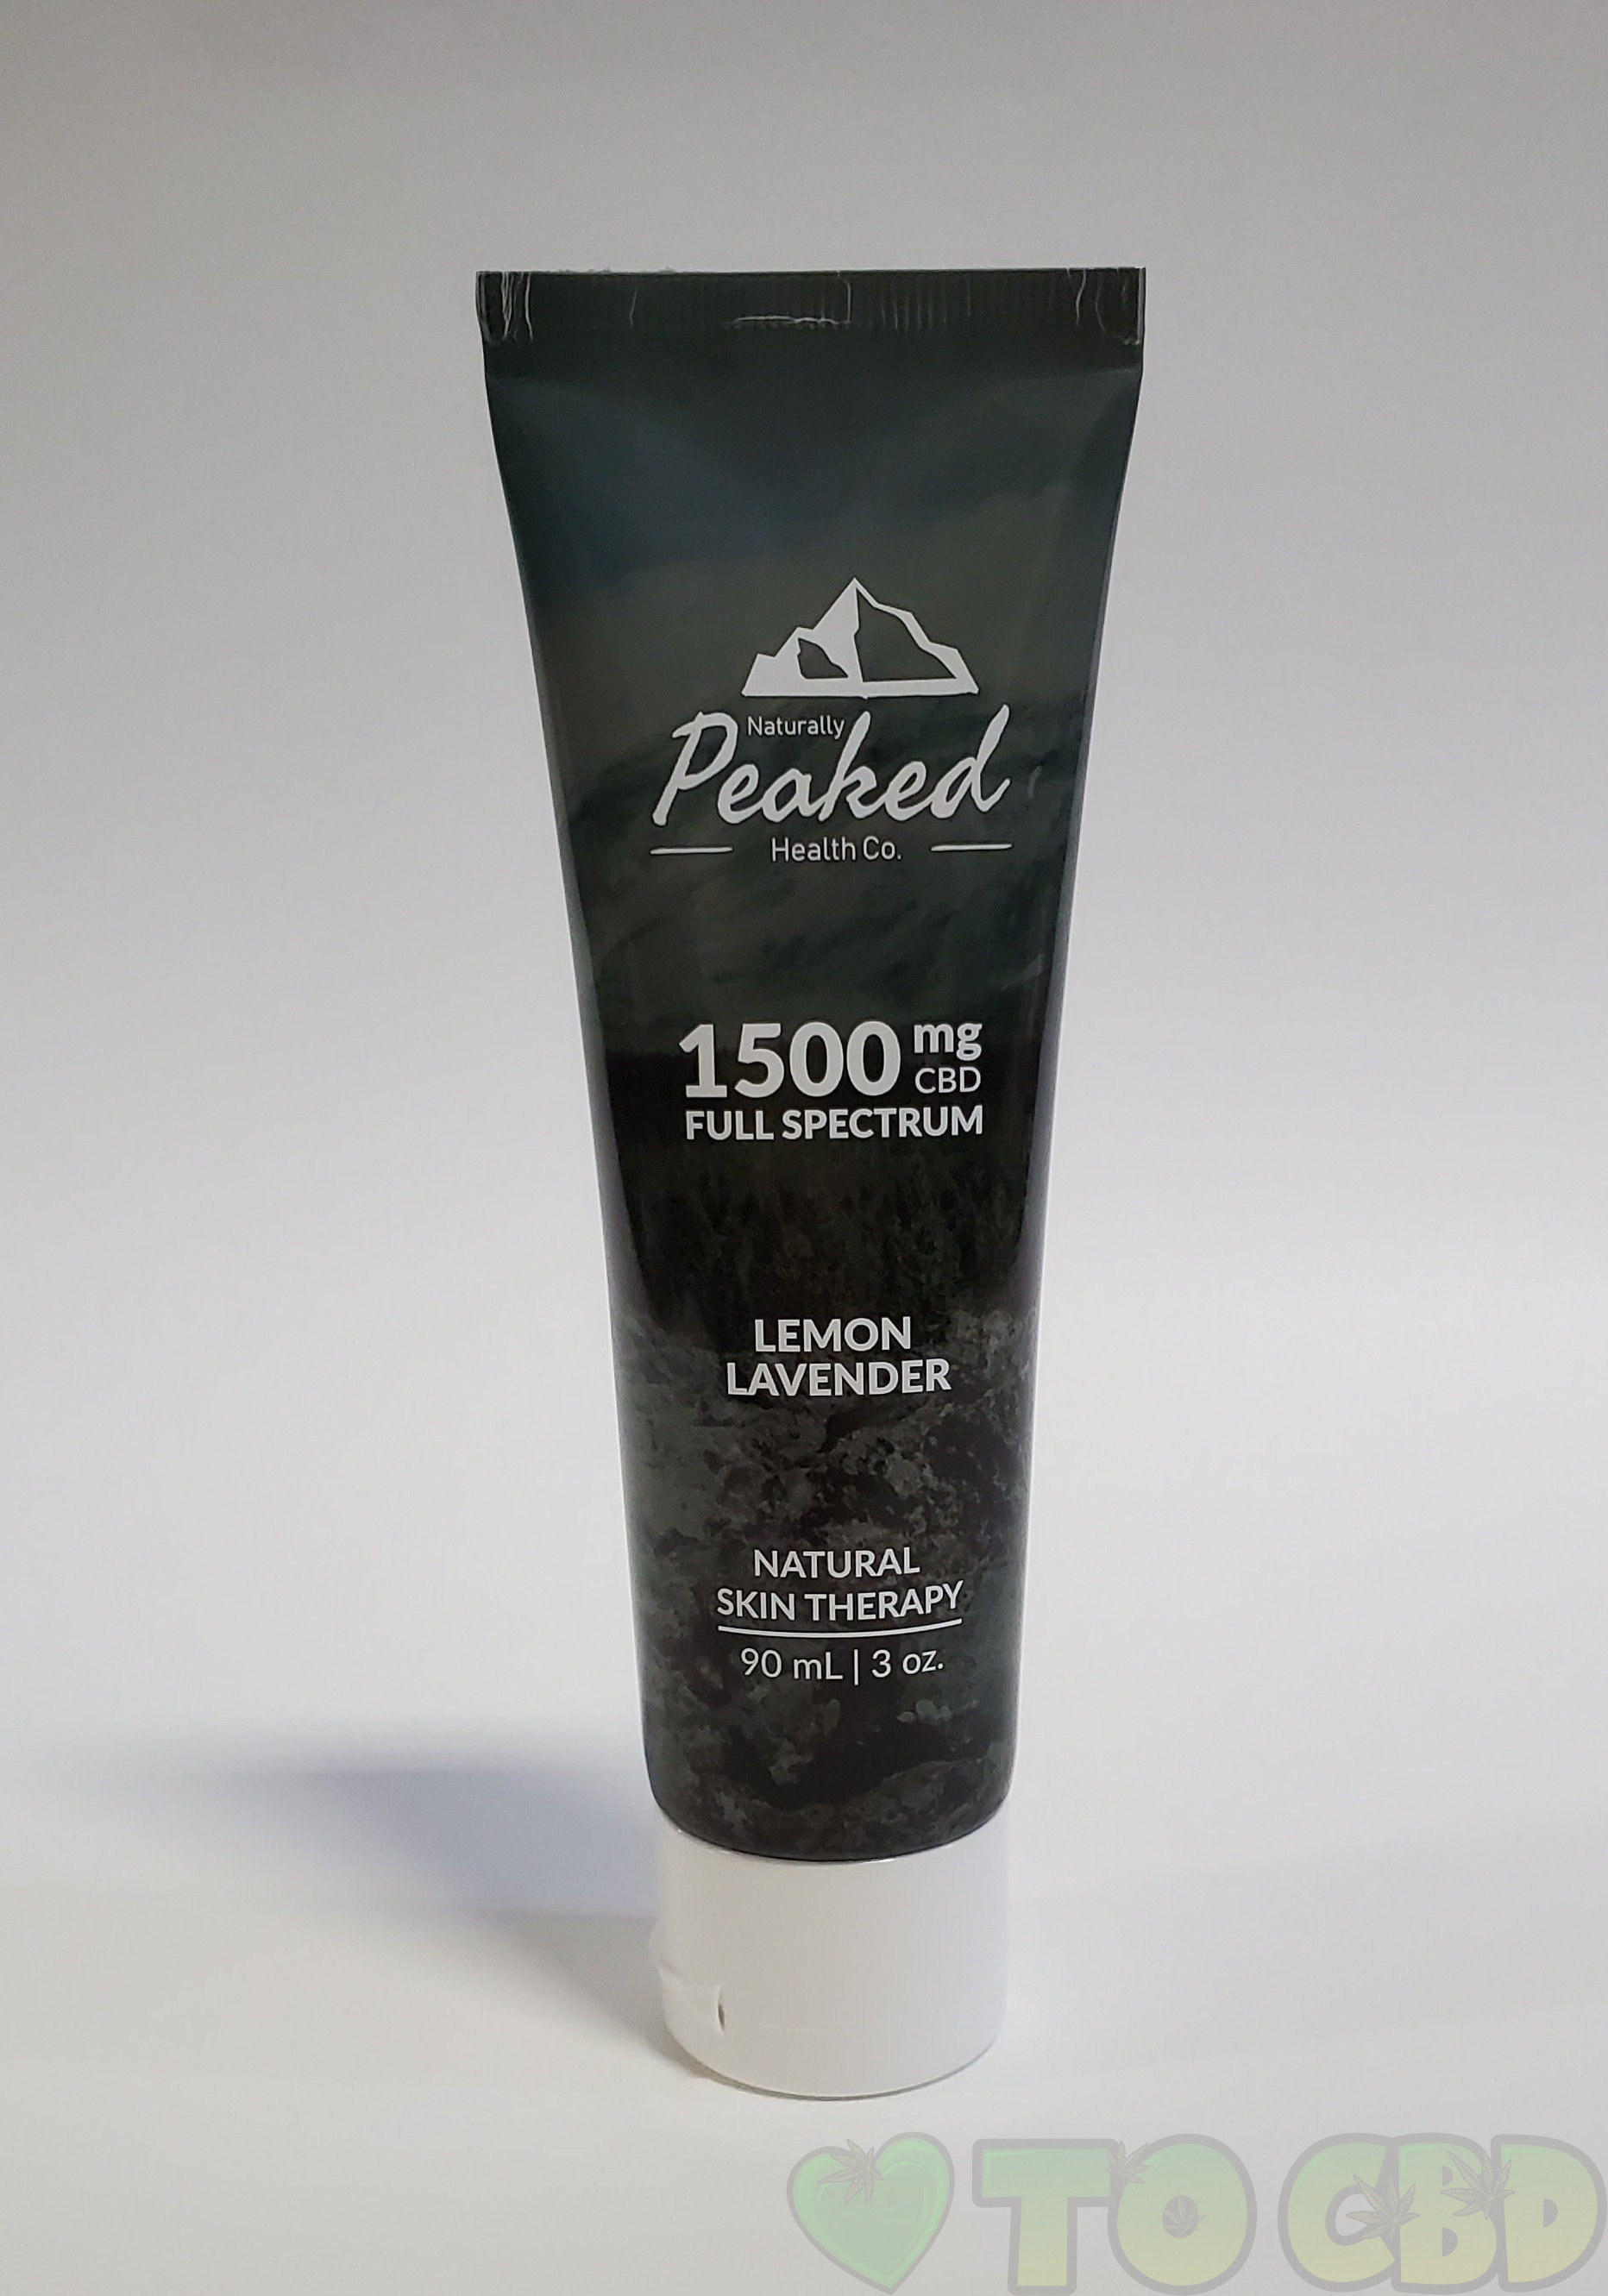 Naturally
Peaked
Health Co.
1500 mg
CBD
FULL SPECTRUM
LEMON
LAVENDER
NATURAL
SKIN THERAPY
90 mL | 3 oz.
TO CBD